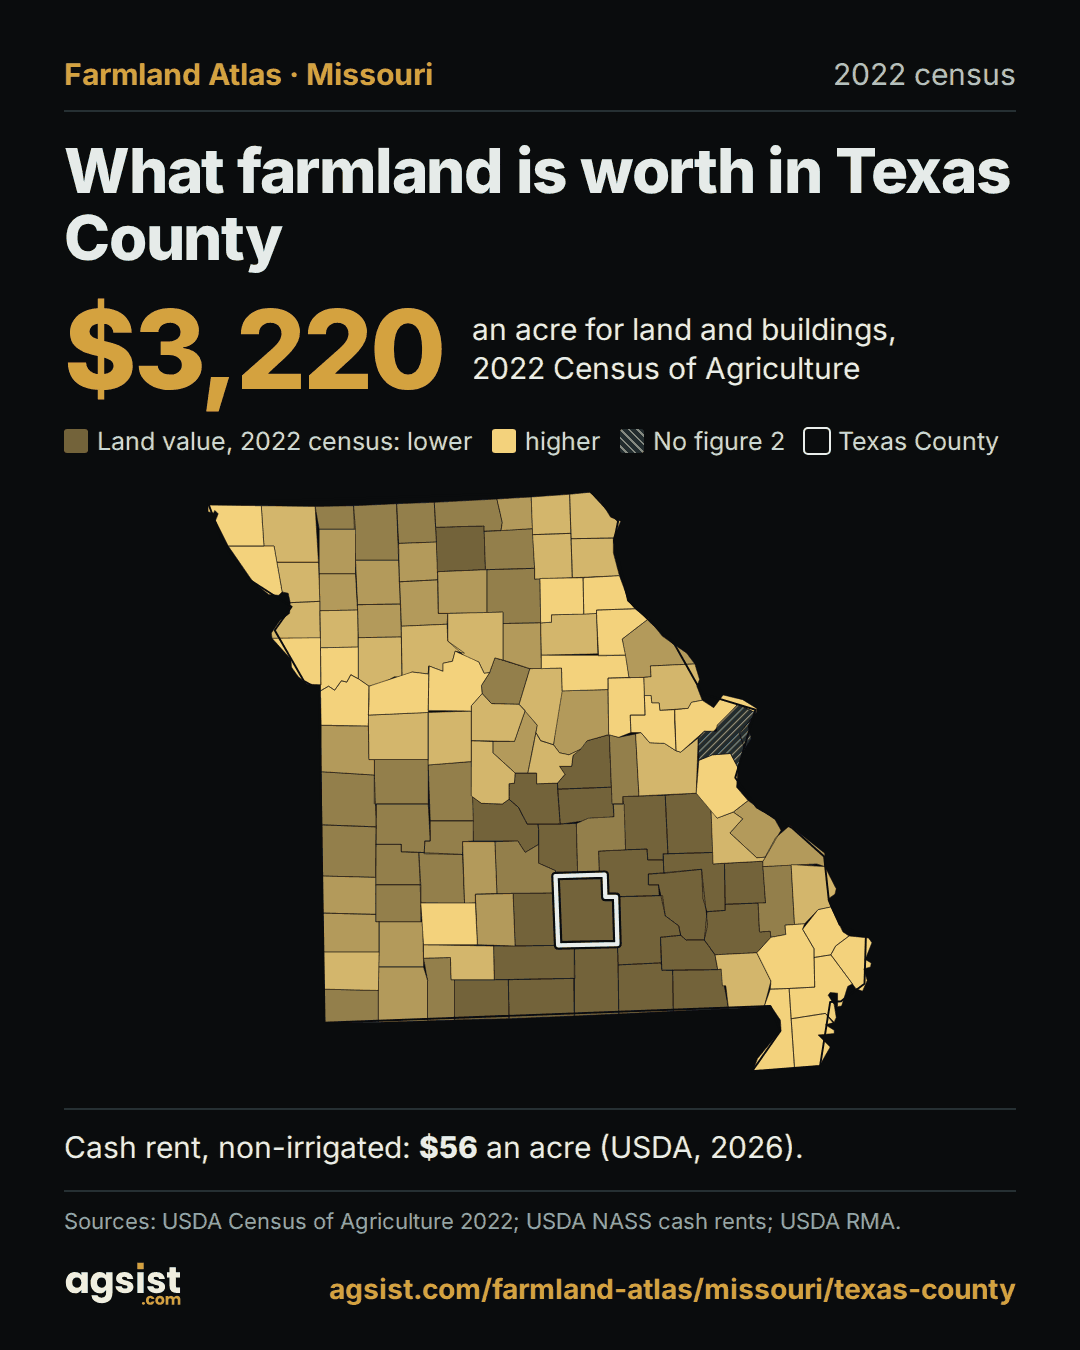 Farmland Atlas · Missouri
2022 census
What farmland is worth in Texas
County
$3,220
an acre for land and buildings,
2022 Census of Agriculture
Land value, 2022 census: lower
higher
No figure 2
Texas County
Cash rent, non-irrigated: $56 an acre (USDA, 2026).
Sources: USDA Census of Agriculture 2022; USDA NASS cash rents; USDA RMA.
agsist
.com
agsist.com/farmland-atlas/missouri/texas-county